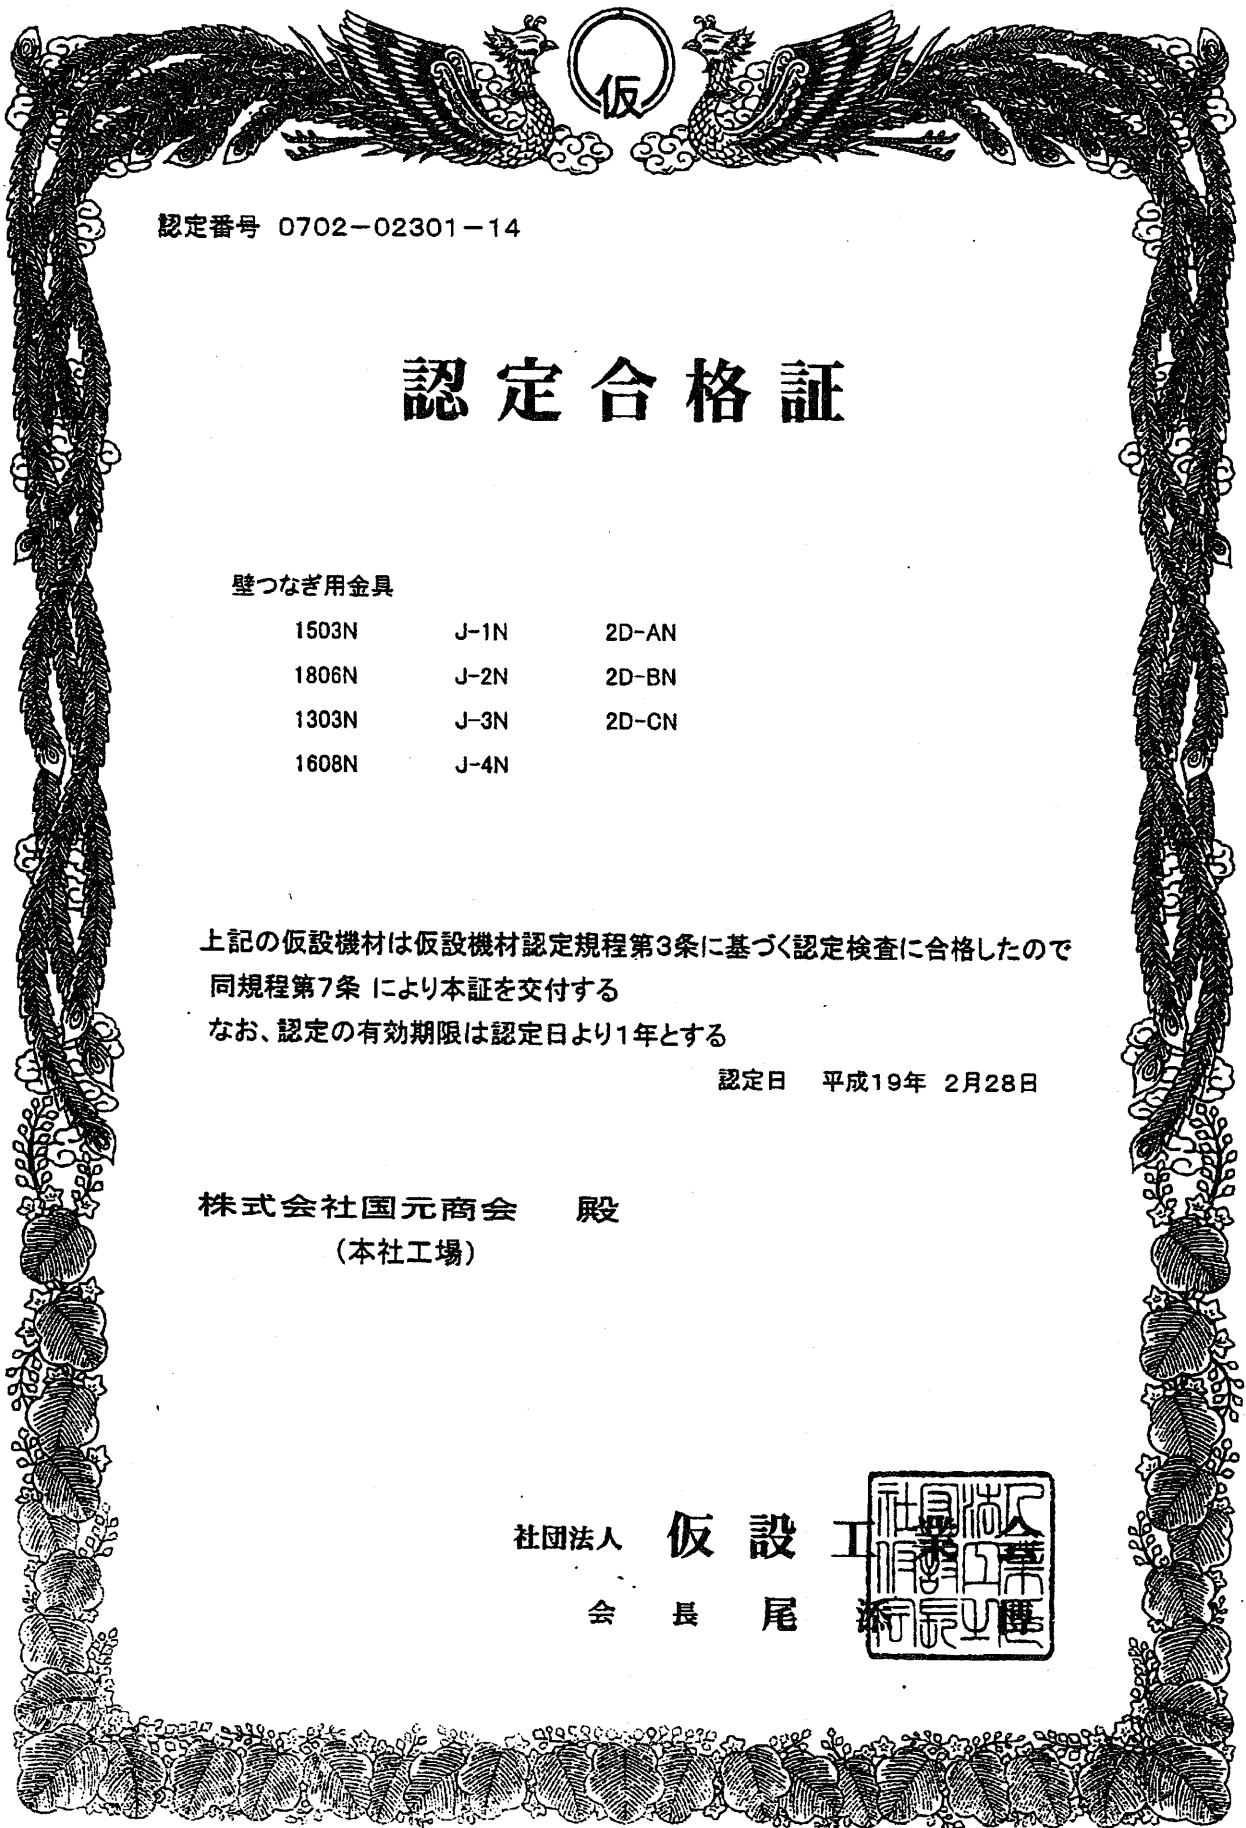 仮
認定番号 0702-02301-14
認定合格証
壁つなぎ用金具
1503N J-1N 2D-AN
1806N J-2N 2D-BN
1303N J-3N 2D-CN
1608N J-4N
上記の仮設機材は仮設機材認定規程第3条に基づく認定検査に合格したので
同規程第7条 により本証を交付する
なお、認定の有効期限は認定日より1年とする
認定日 平成19年 2月28日
株式会社国元商会 殿
(本社工場)
社団法人 仮設工業会
会長 尾添 博